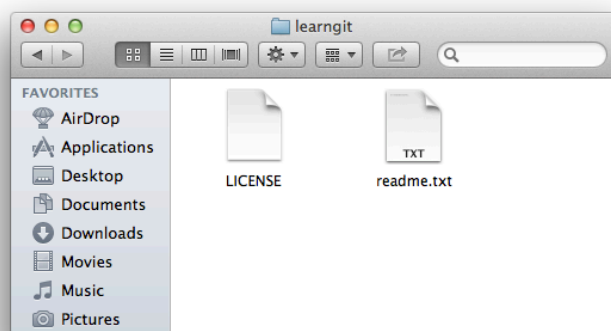 learngit
FAVORITES
AirDrop
Applications
Desktop
Documents
Downloads
Movies
Music
Pictures
LICENSE
TXT
readme.txt